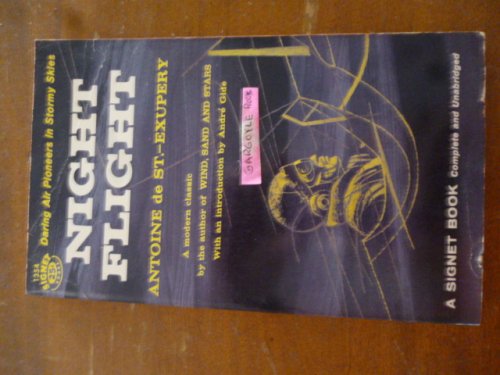 Daring Air Pioneers in Stormy Skies
1354
SIGNET
BOOKS
NIGHT
FLIGHT
ANTOINE de ST.-EXUPERY
A modern classic
by the author of WIND, SAND AND STARS
With an introduction by André Gide
GARGOYLE
A SIGNET BOOK
Complete and Unabridged